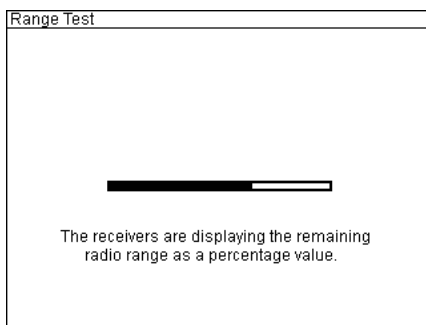 Range Test
The receivers are displaying the remaining
radio range as a percentage value.